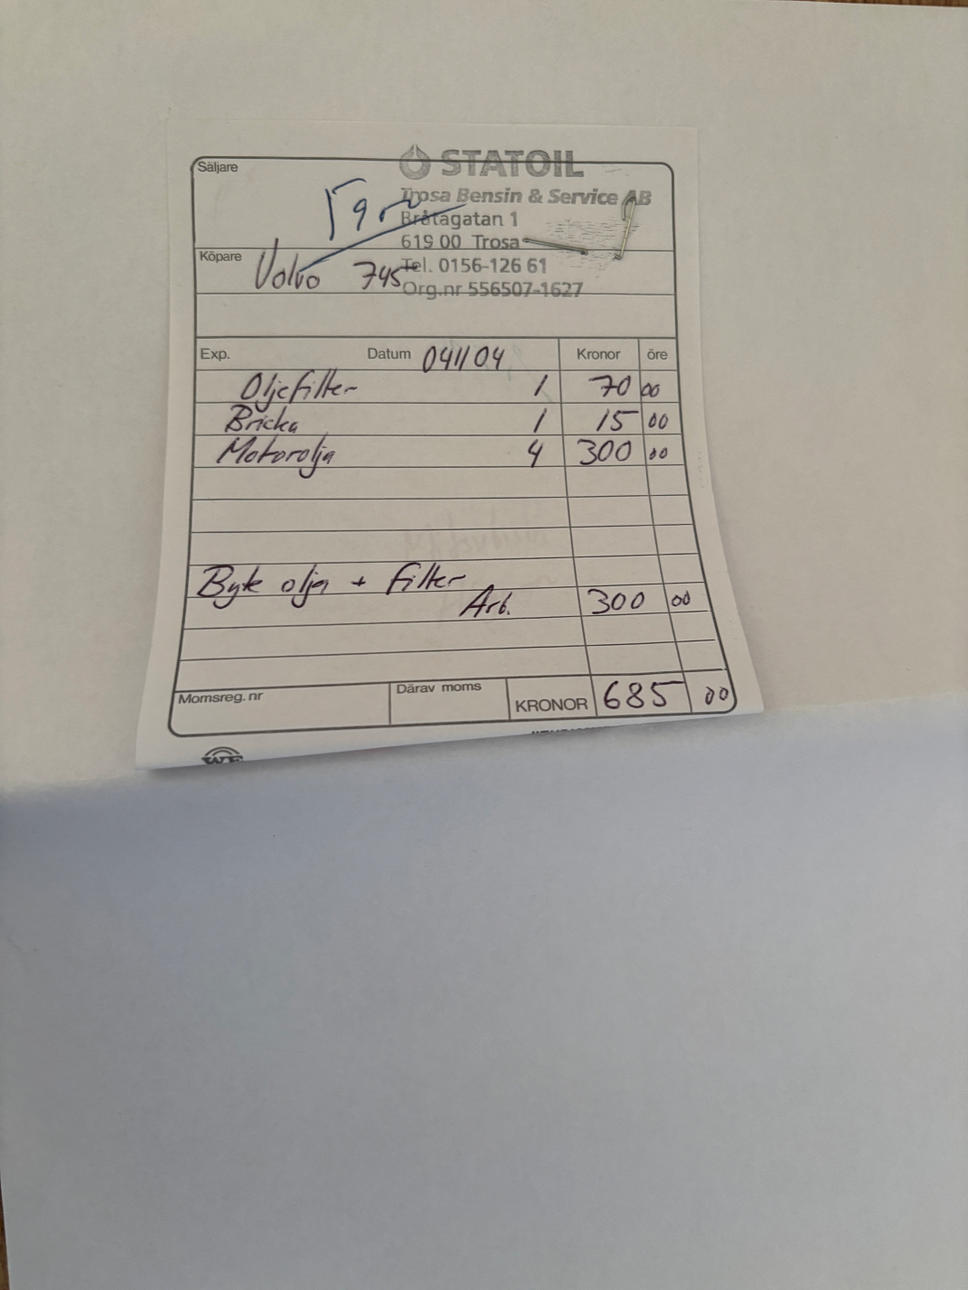 STATOIL
Säljare
Trosa Bensin & Service AB
Bråtagatan 1
619 00 Trosa
Köpare
Volvo 745
Tel. 0156-126 61
Org.nr 556507-1627
Exp. Datum 041104 Kronor öre
Oljefilter 1 70 00
Bricka 1 15 00
Motorolja 4 300 00
Byte olja + filter
Arb. 300 00
Momsreg. nr Därav moms KRONOR 685 00